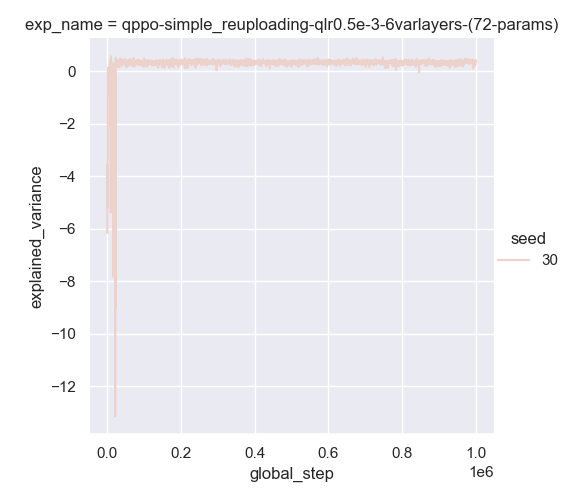 exp_name = qppo-simple_reuploading-qlr0.5e-3-6varlayers-(72-params)
0
−2
−4
−6
−8
−10
−12
explained_variance
0.0 0.2 0.4 0.6 0.8 1.0
1e6
global_step
seed
30